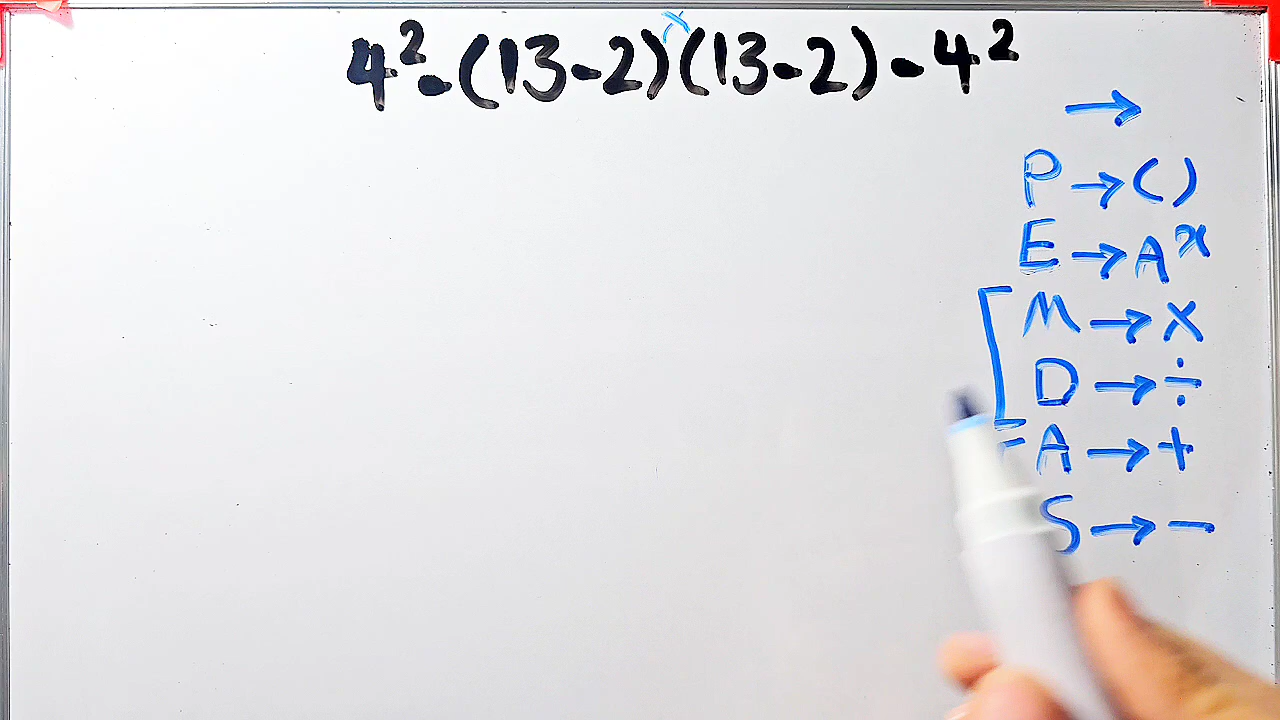 4² - (13 - 2)×(13 - 2) - 4²
→
P → ( )
E → Aˣ
M → ×
D → ÷
A → +
S → −